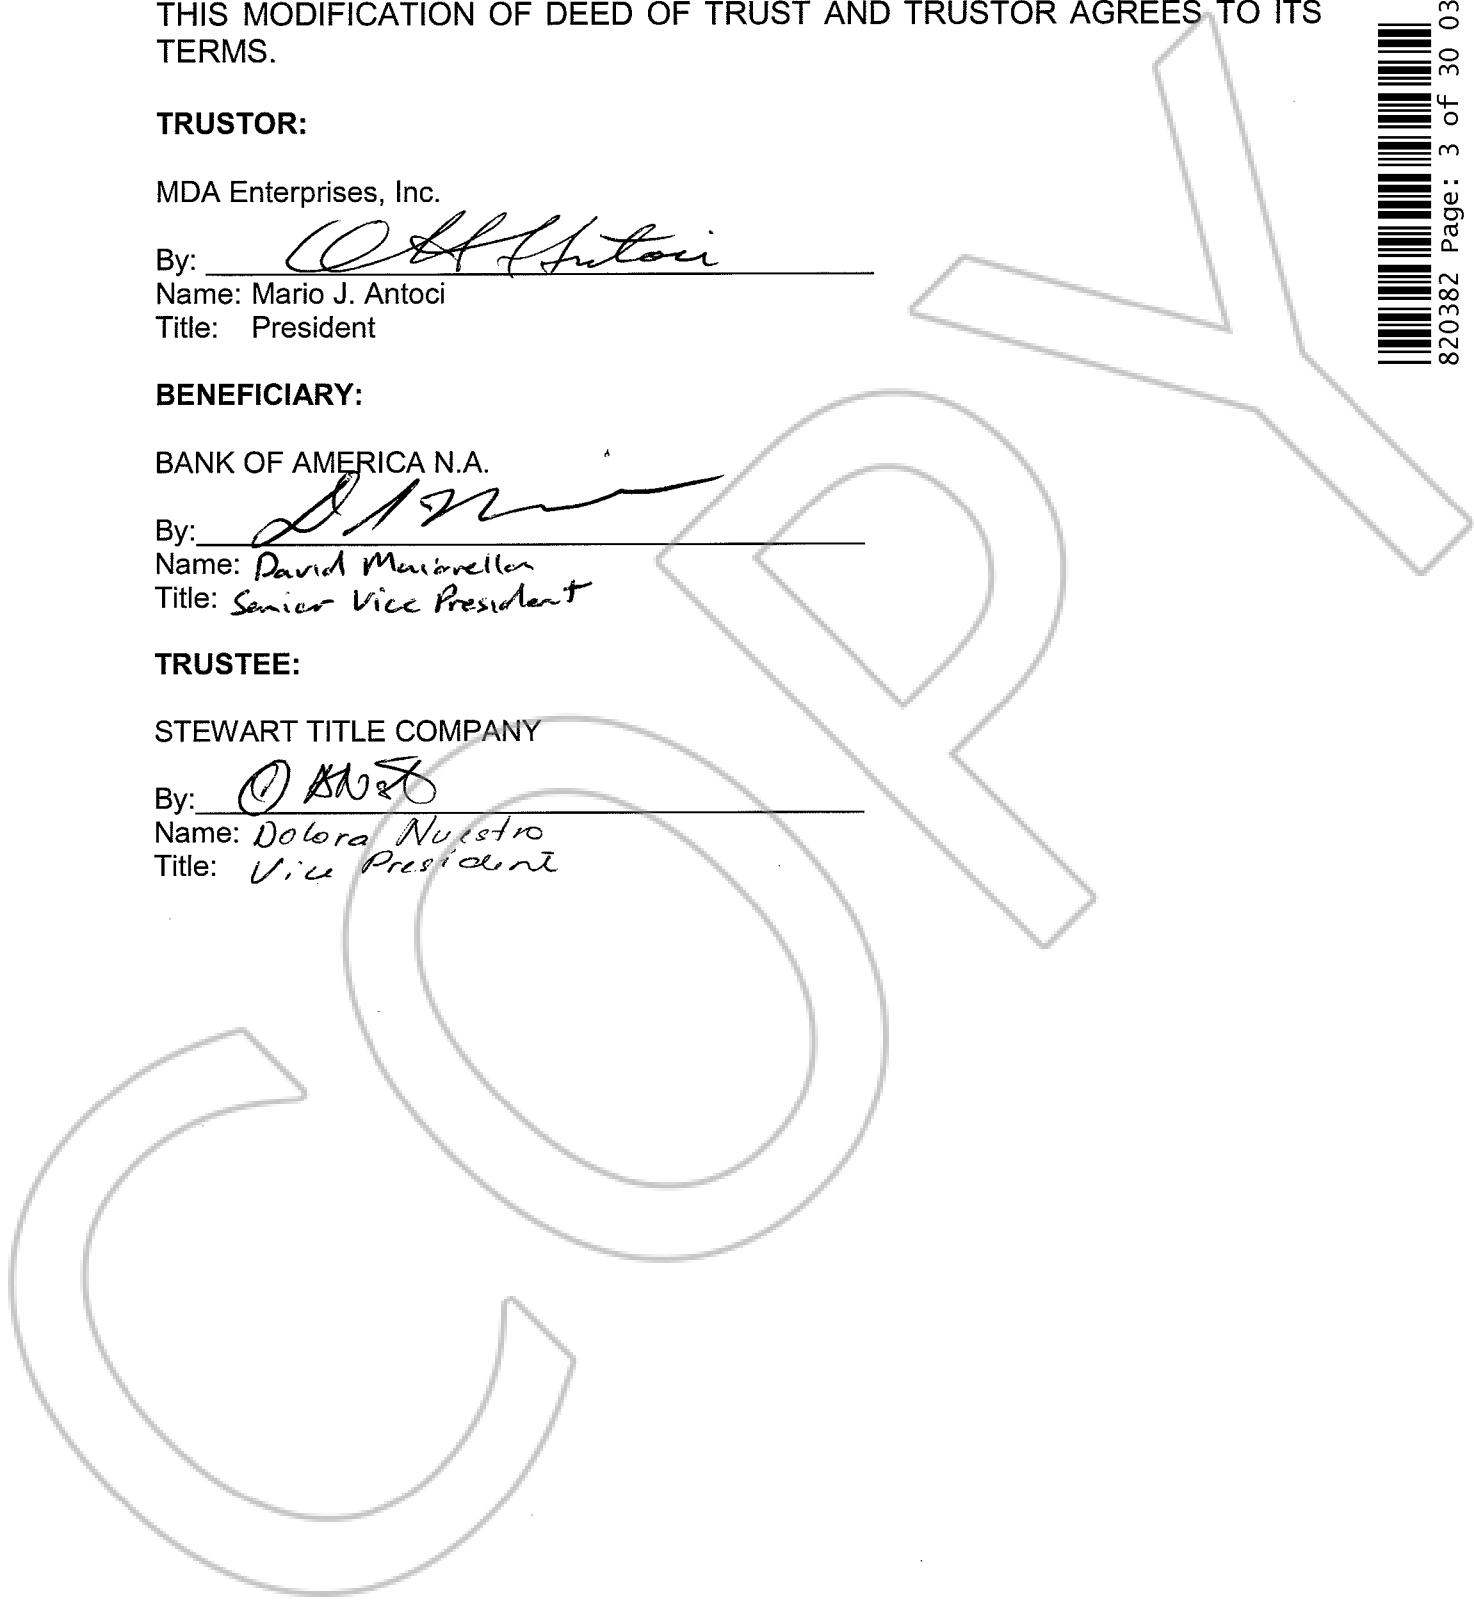 THIS MODIFICATION OF DEED OF TRUST AND TRUSTOR AGREES TO ITS
TERMS.
TRUSTOR:
MDA Enterprises, Inc.
By:
Name: Mario J. Antoci
Title: President
BENEFICIARY:
BANK OF AMERICA N.A.
By:
Name: David
Title: Senior Vice President
TRUSTEE:
STEWART TITLE COMPANY
By:
Name: Dolora Nuestro
Title: Vice President
COPY
820382 Page: 3 of 30 03